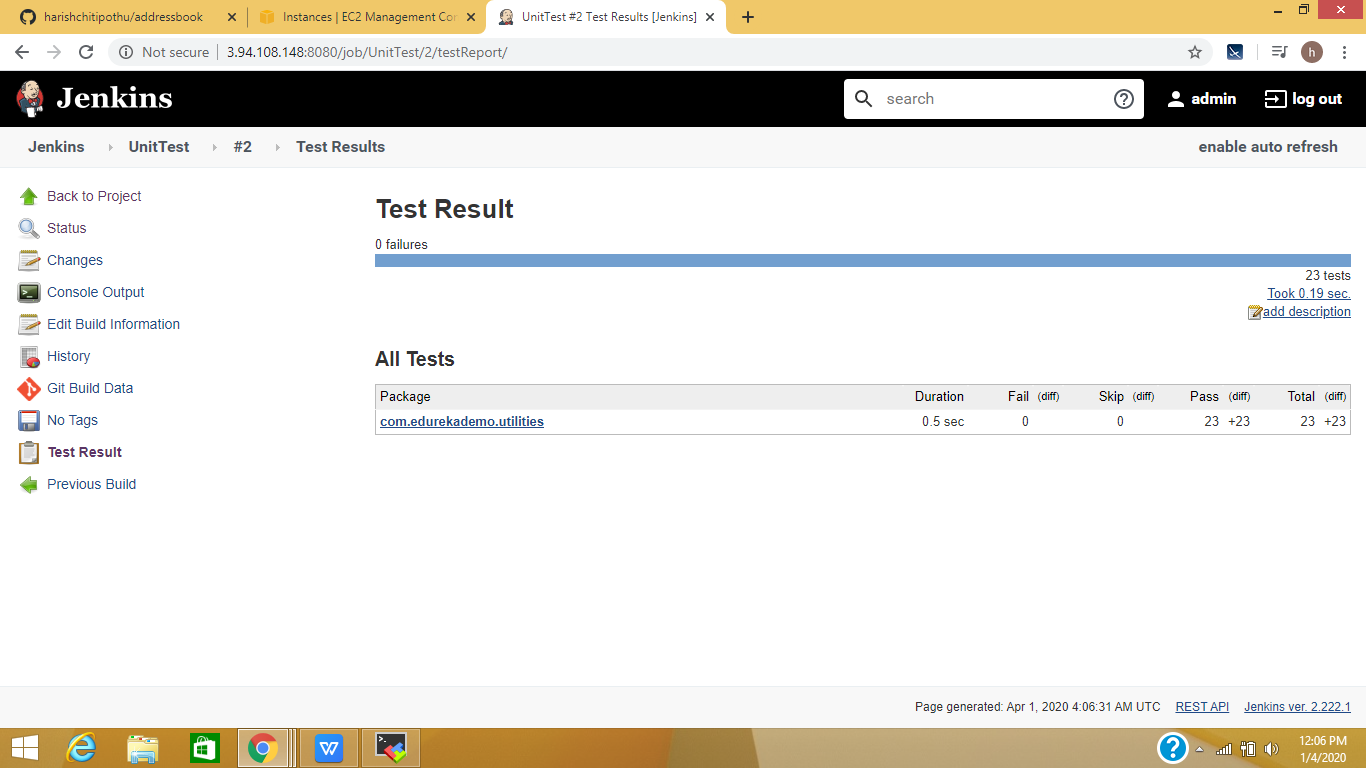 harishchitipothu/addressbook
Instances | EC2 Management Con
UnitTest #2 Test Results [Jenkins]
Not secure
3.94.108.148:8080/job/UnitTest/2/testReport/
h
Jenkins
search
admin
log out
Jenkins UnitTest #2 Test Results
enable auto refresh
Back to Project
Status
Changes
Console Output
Edit Build Information
History
Git Build Data
No Tags
Test Result
Previous Build
Test Result
0 failures
23 tests
Took 0.19 sec.
add description
All Tests
Package Duration Fail (diff) Skip (diff) Pass (diff) Total (diff)
com.edurekademo.utilities 0.5 sec 0 0 23 +23 23 +23
Page generated: Apr 1, 2020 4:06:31 AM UTC REST API Jenkins ver. 2.222.1
12:06 PM
1/4/2020